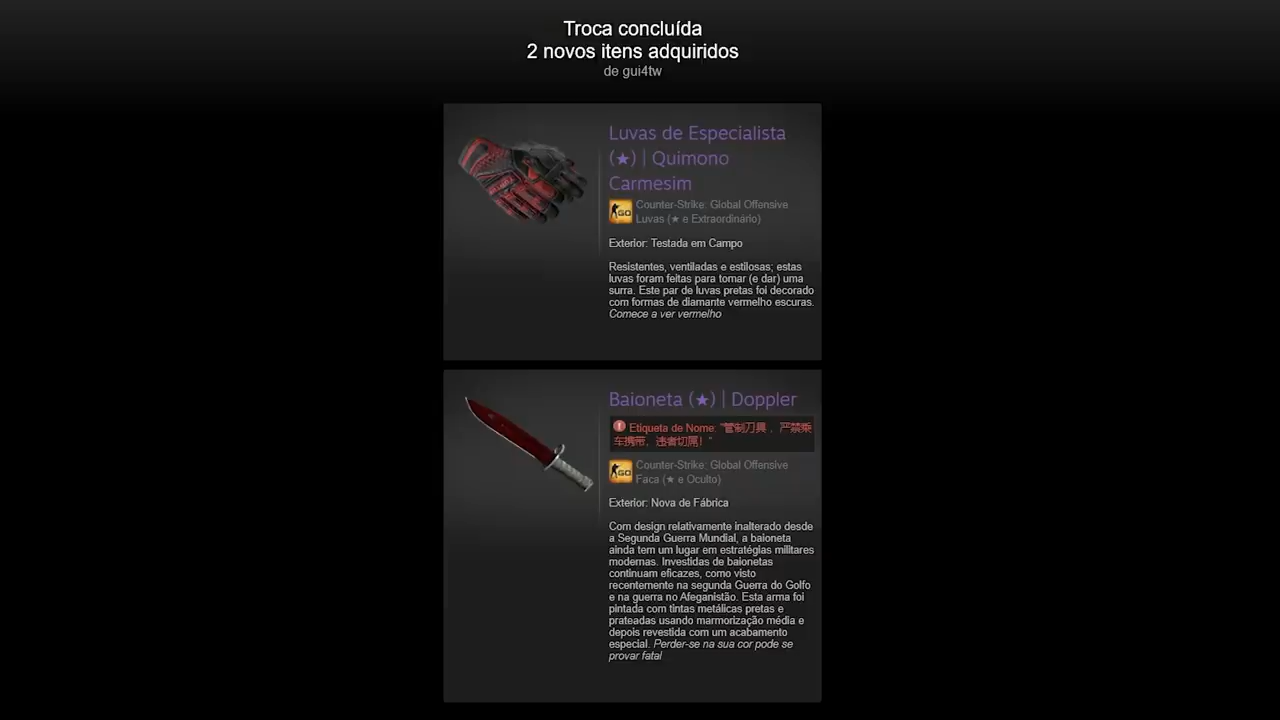 Troca concluída
2 novos itens adquiridos
de gui4tw
Luvas de Especialista
(★) | Quimono
Carmesim
GO
Counter-Strike: Global Offensive
Luvas (★ e Extraordinário)
Exterior: Testada em Campo
Resistentes, ventiladas e estilosas; estas
luvas foram feitas para tomar (e dar) uma
surra. Este par de luvas pretas foi decorado
com formas de diamante vermelho escuras.
Comece a ver vermelho
Baioneta (★) | Doppler
! Etiqueta de Nome: "管制刀具，严禁乘
车携带，违者切屌！"
GO
Counter-Strike: Global Offensive
Faca (★ e Oculto)
Exterior: Nova de Fábrica
Com design relativamente inalterado desde
a Segunda Guerra Mundial, a baioneta
ainda tem um lugar em estratégias militares
modernas. Investidas de baionetas
continuam eficazes, como visto
recentemente na segunda Guerra do Golfo
e na guerra no Afeganistão. Esta arma foi
pintada com tintas metálicas pretas e
prateadas usando marmorização média e
depois revestida com um acabamento
especial. Perder-se na sua cor pode se
provar fatal